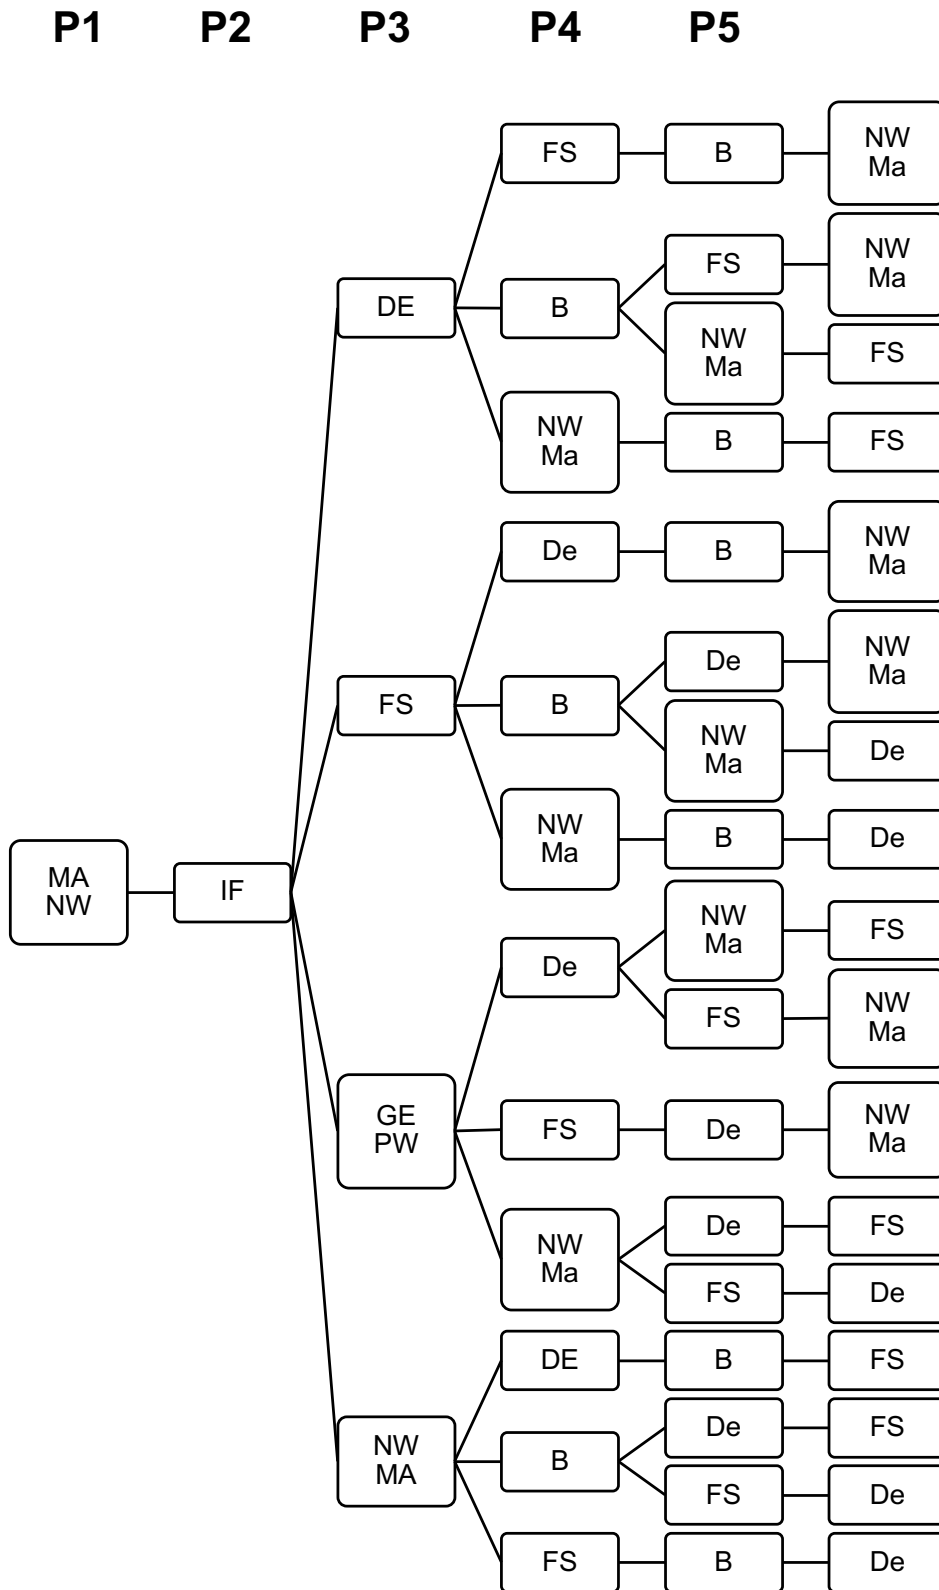 P1 P2 P3 P4 P5
FS B NW
Ma
DE B FS NW
Ma
NW
Ma FS
NW
Ma B FS
De B NW
Ma
FS B De NW
Ma
NW
Ma De
NW
Ma B De
MA
NW IF
De NW
Ma FS
FS NW
Ma
GE
PW FS De NW
Ma
NW
Ma De FS
FS De
DE B FS
NW
MA B De FS
FS De
FS B De